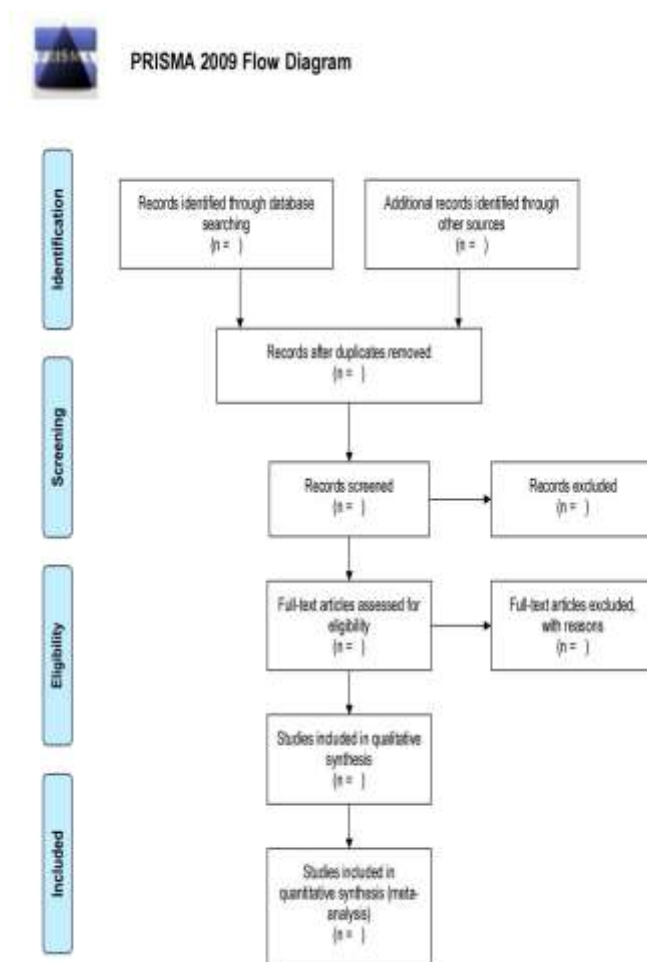 PRISMA
PRISMA 2009 Flow Diagram
Identification
Records identified through database
searching
(n = )
Additional records identified through
other sources
(n = )
Records after duplicates removed
(n = )
Screening
Records screened
(n = )
Records excluded
(n = )
Eligibility
Full-text articles assessed for
eligibility
(n = )
Full-text articles excluded,
with reasons
(n = )
Studies included in qualitative
synthesis
(n = )
Included
Studies included in
quantitative synthesis (meta-
analysis)
(n = )